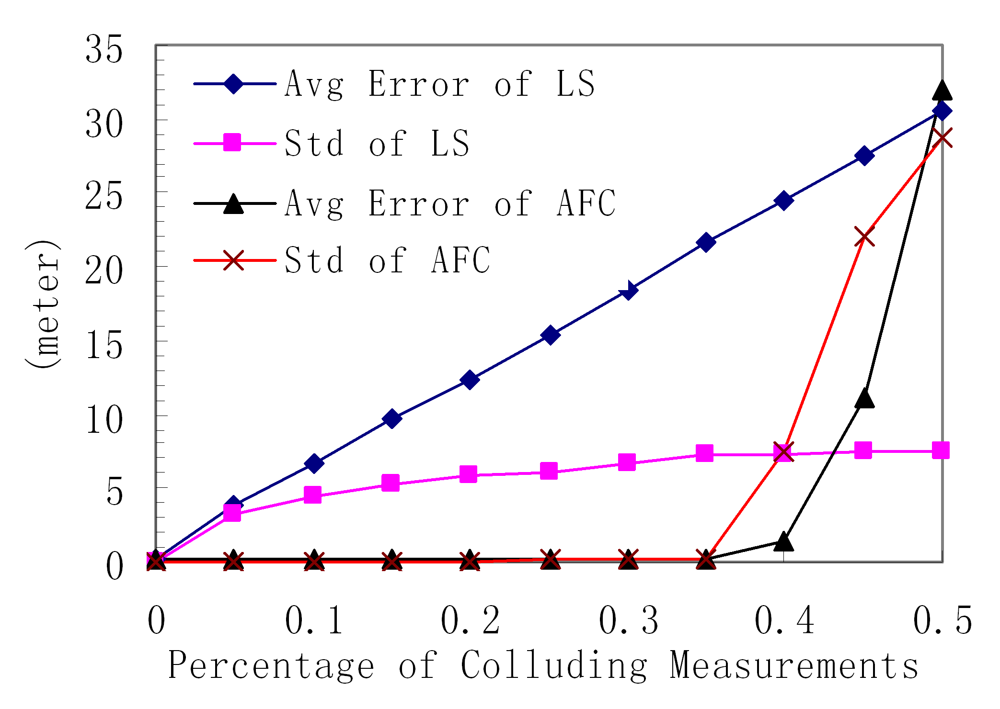 35
30
25
20
15
10
5
0
(meter)
Avg Error of LS
Std of LS
Avg Error of AFC
Std of AFC
0 0.1 0.2 0.3 0.4 0.5
Percentage of Colluding Measurements